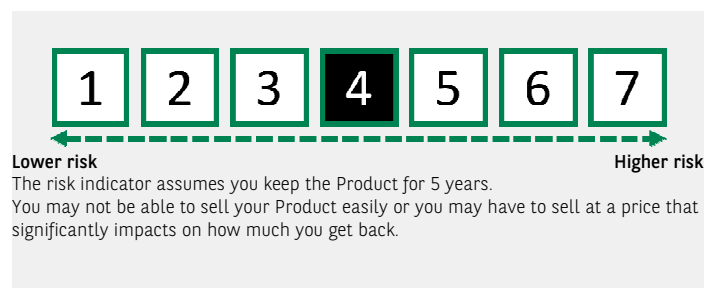 1 2 3 4 5 6 7
Lower risk Higher risk
The risk indicator assumes you keep the Product for 5 years.
You may not be able to sell your Product easily or you may have to sell at a price that
significantly impacts on how much you get back.